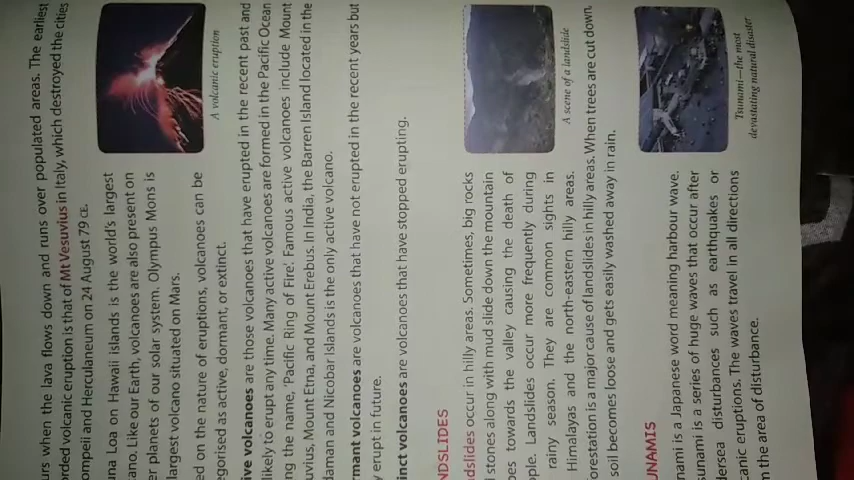 urs when the lava flows down and runs over populated areas. The earliest
orded volcanic eruption is that of Mt Vesuvius in Italy, which destroyed the cities
ompeii and Herculaneum on 24 August 79 CE.
una Loa on Hawaii islands is the world's largest
ano. Like our Earth, volcanoes are also present on
er planets of our solar system. Olympus Mons is
largest volcano situated on Mars.
ed on the nature of eruptions, volcanoes can be
egorised as active, dormant, or extinct.
A volcanic eruption
ive volcanoes are those volcanoes that have erupted in the recent past and
likely to erupt any time. Many active volcanoes are formed in the Pacific Ocean
ing the name, 'Pacific Ring of Fire'. Famous active volcanoes include Mount
uvius, Mount Etna, and Mount Erebus. In India, the Barren Island located in the
daman and Nicobar Islands is the only active volcano.
rmant volcanoes are volcanoes that have not erupted in the recent years but
y erupt in future.
inct volcanoes are volcanoes that have stopped erupting.
NDSLIDES
ndslides occur in hilly areas. Sometimes, big rocks
d stones along with mud slide down the mountain
pes towards the valley causing the death of
ple. Landslides occur more frequently during
rainy season. They are common sights in
Himalayas and the north-eastern hilly areas.
A scene of a landslide
orestation is a major cause of landslides in hilly areas. When trees are cut down,
soil becomes loose and gets easily washed away in rain.
UNAMIS
nami is a Japanese word meaning harbour wave.
sunami is a series of huge waves that occur after
dersea disturbances such as earthquakes or
canic eruptions. The waves travel in all directions
m the area of disturbance.
Tsunami—the most
devastating natural disaster